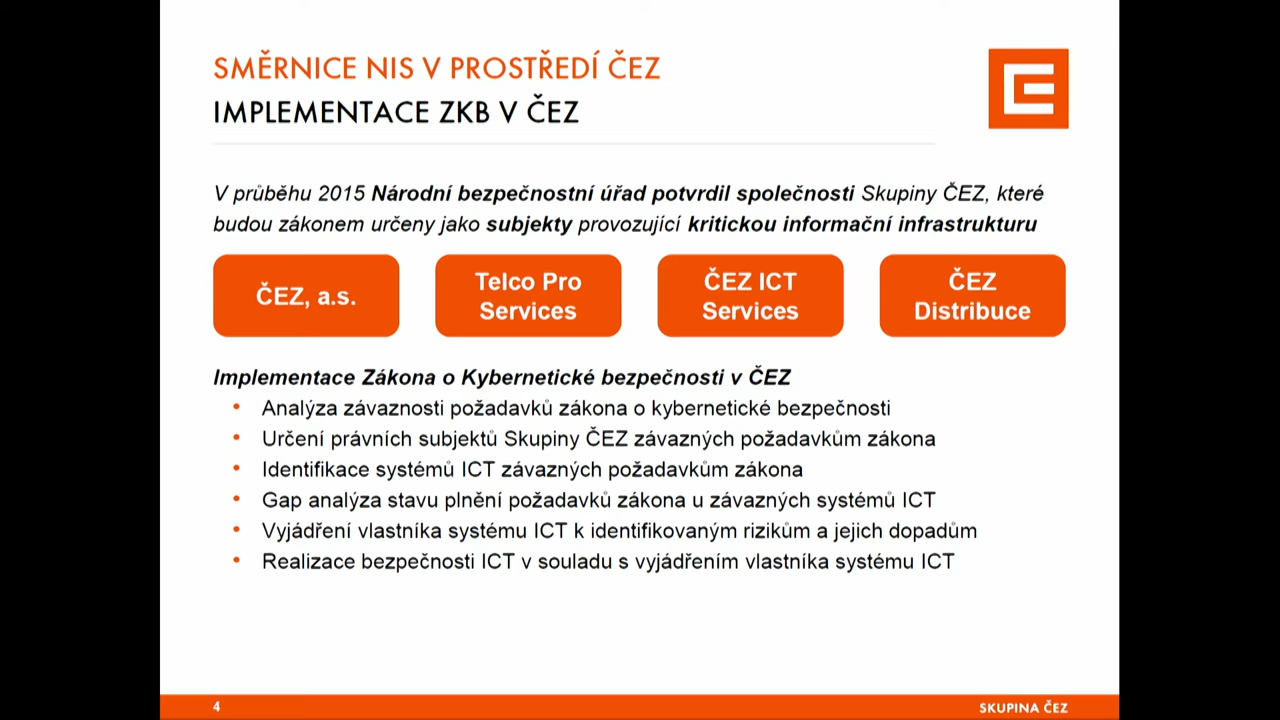 SMĚRNICE NIS V PROSTŘEDÍ ČEZ
IMPLEMENTACE ZKB V ČEZ
V průběhu 2015 Národní bezpečnostní úřad potvrdil společnosti Skupiny ČEZ, které
budou zákonem určeny jako subjekty provozující kritickou informační infrastrukturu
ČEZ, a.s.
Telco Pro
Services
ČEZ ICT
Services
ČEZ
Distribuce
Implementace Zákona o Kybernetické bezpečnosti v ČEZ
• Analýza závaznosti požadavků zákona o kybernetické bezpečnosti
• Určení právních subjektů Skupiny ČEZ závazných požadavkům zákona
• Identifikace systémů ICT závazných požadavkům zákona
• Gap analýza stavu plnění požadavků zákona u závazných systémů ICT
• Vyjádření vlastníka systému ICT k identifikovaným rizikům a jejich dopadům
• Realizace bezpečnosti ICT v souladu s vyjádřením vlastníka systému ICT
4
SKUPINA ČEZ